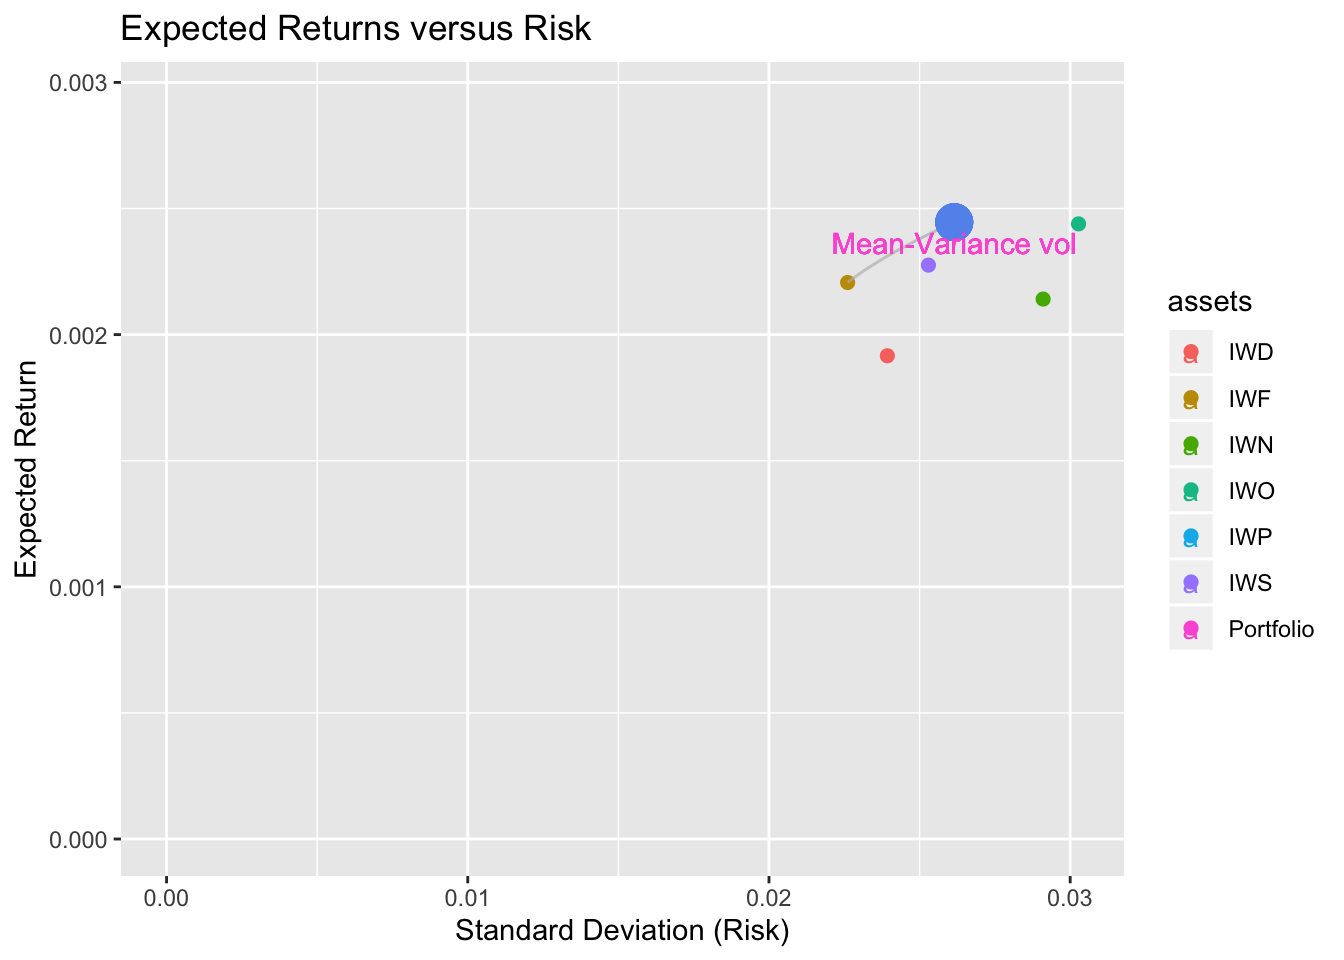 Expected Returns versus Risk
0.003
Mean-Variance vol
0.002
Expected Return
0.001
0.000
0.00 0.01 0.02 0.03
Standard Deviation (Risk)
assets
a IWD
a IWF
a IWN
a IWO
a IWP
a IWS
a Portfolio